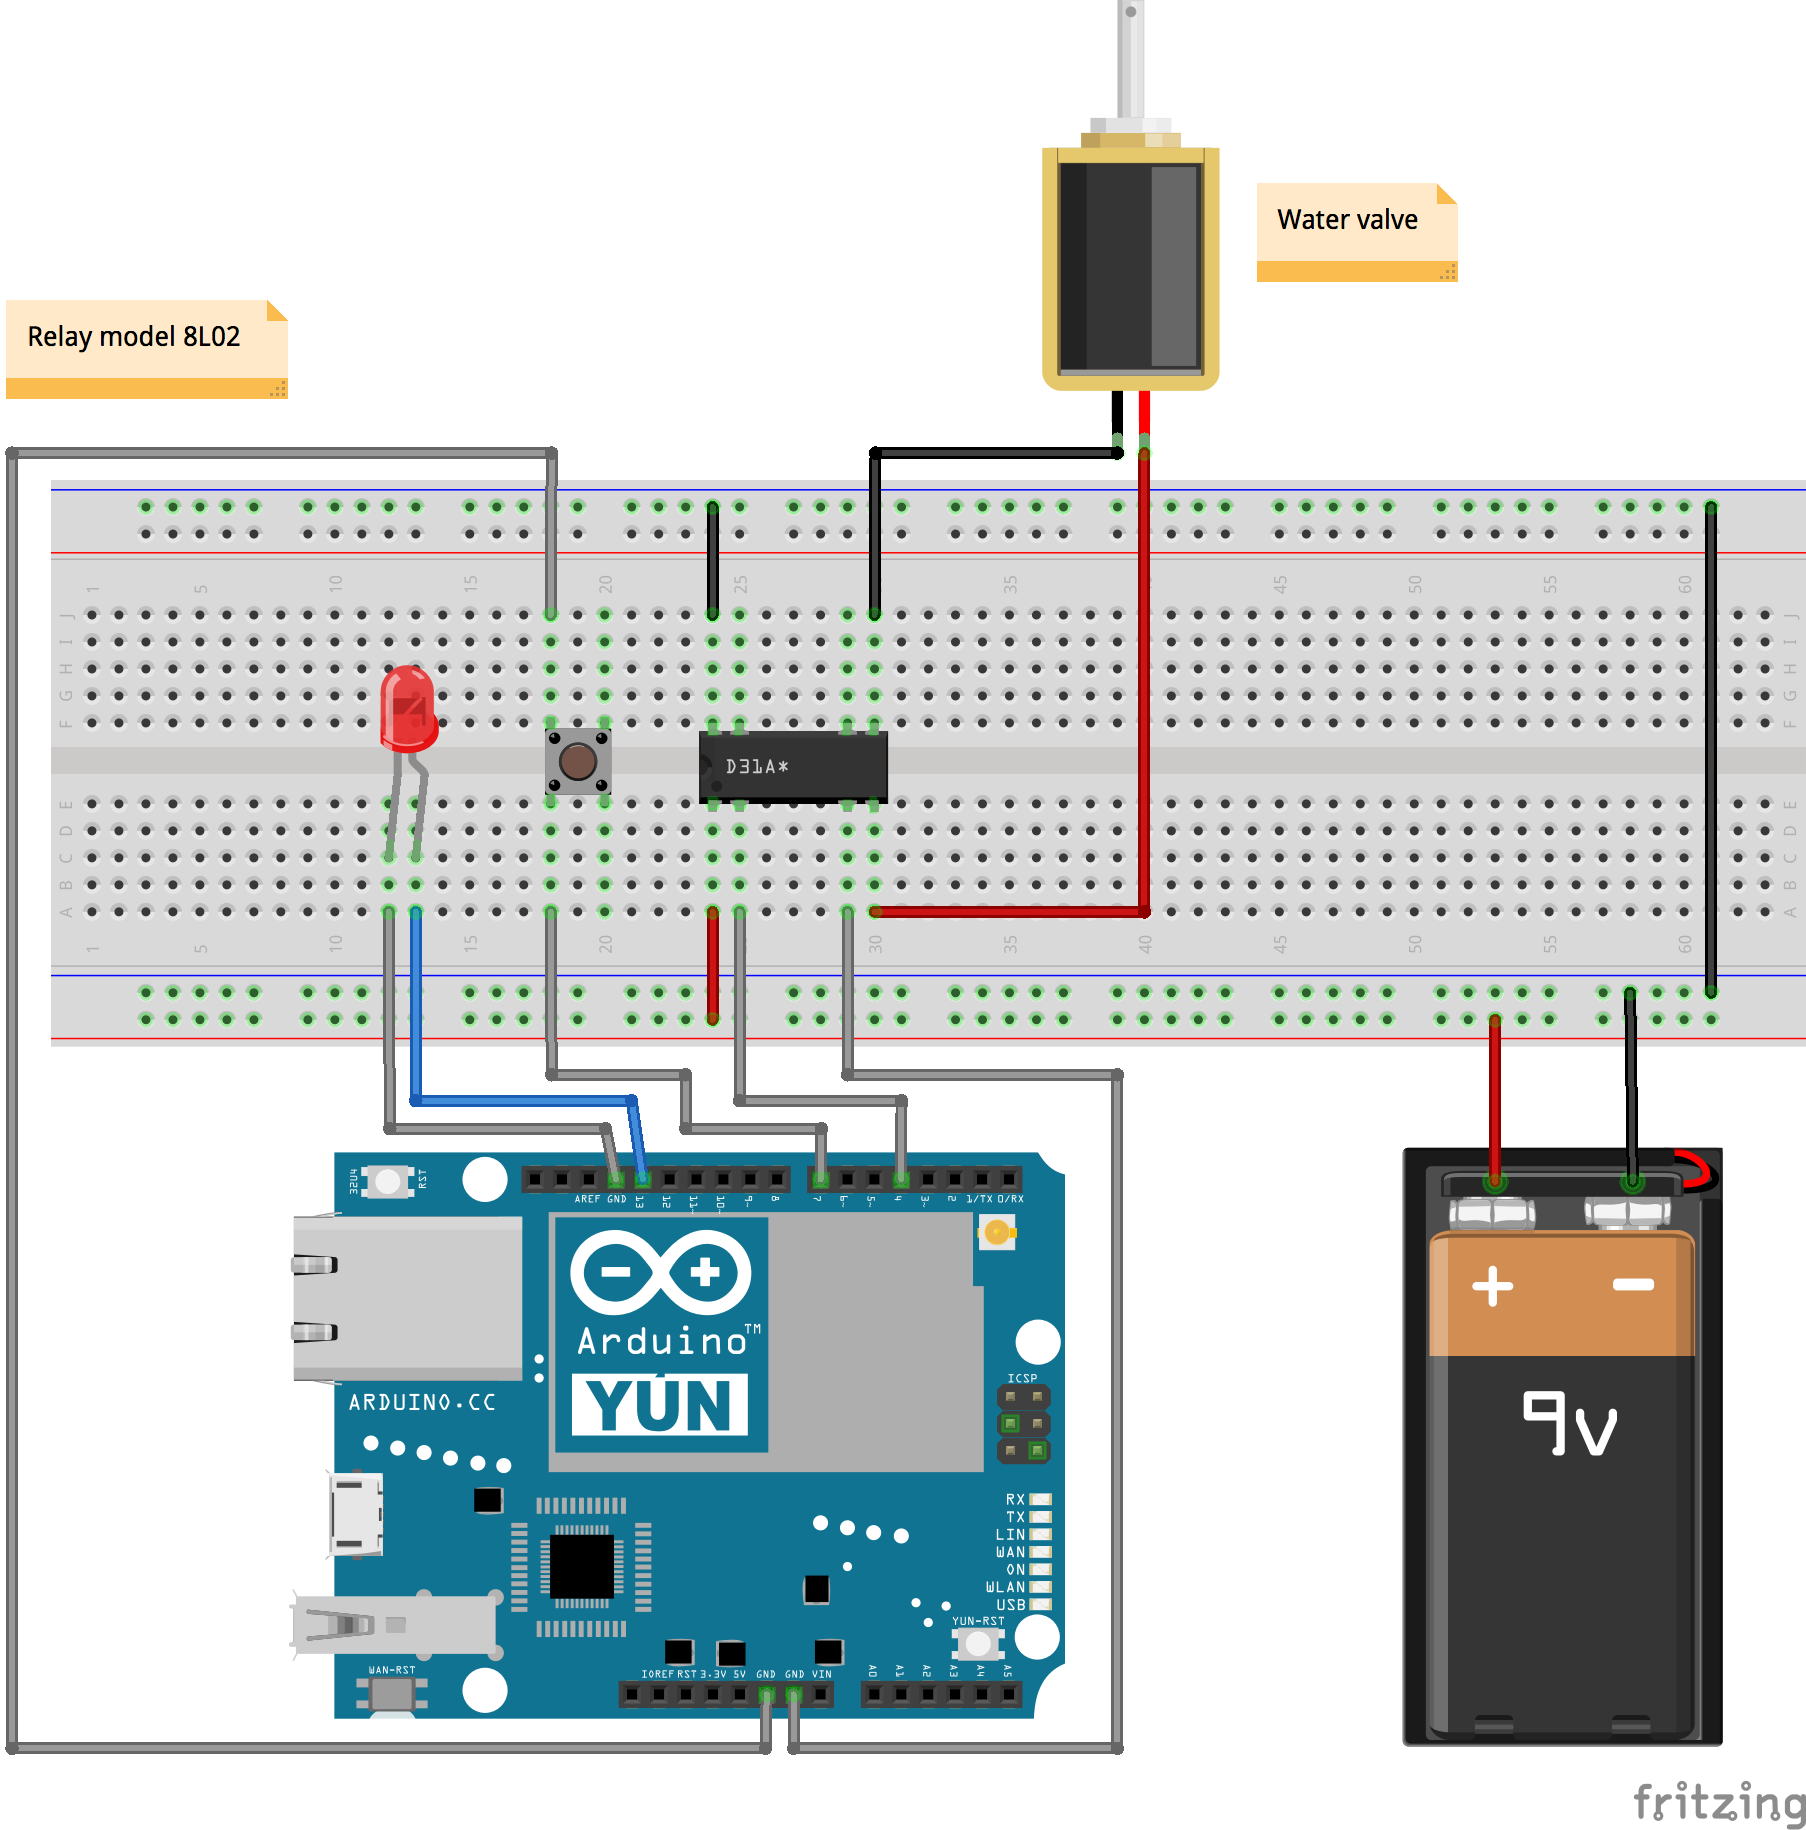 Water valve
Relay model 8L02
1 5 10 15 20 25 35 45 50 55 60
J J
I I
H H
G G
F F
D31A*
E E
D D
C C
B B
A A
1 5 10 15 20 30 35 40 45 50 55 60
32U4 RST
AREF GND 13 12 11~ 10~ 9~ 8 7 6~ 5~ 4 3~ 2 1/TX 0/RX
+ −
Arduino™
YÚN
ARDUINO.CC
ICSP
9v
RX
TX
LIN
WAN
ON
WLAN
USB
YUN-RST
WAN-RST
IOREF RST 3.3V 5V GND GND VIN A0 A1 A2 A3 A4 A5
fritzing